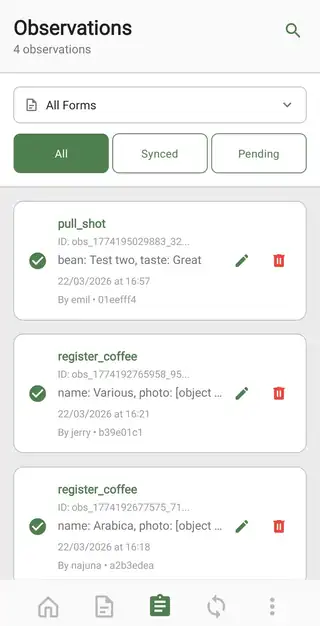 Observations
4 observations
All Forms
All
Synced
Pending
pull_shot
ID: obs_1774195029883_32...
bean: Test two, taste: Great
22/03/2026 at 16:57
By emil • 01eefff4
register_coffee
ID: obs_1774192765958_95...
name: Various, photo: [object ...
22/03/2026 at 16:21
By jerry • b39e01c1
register_coffee
ID: obs_1774192677575_71...
name: Arabica, photo: [object ...
22/03/2026 at 16:18
By najuna • a2b3edea